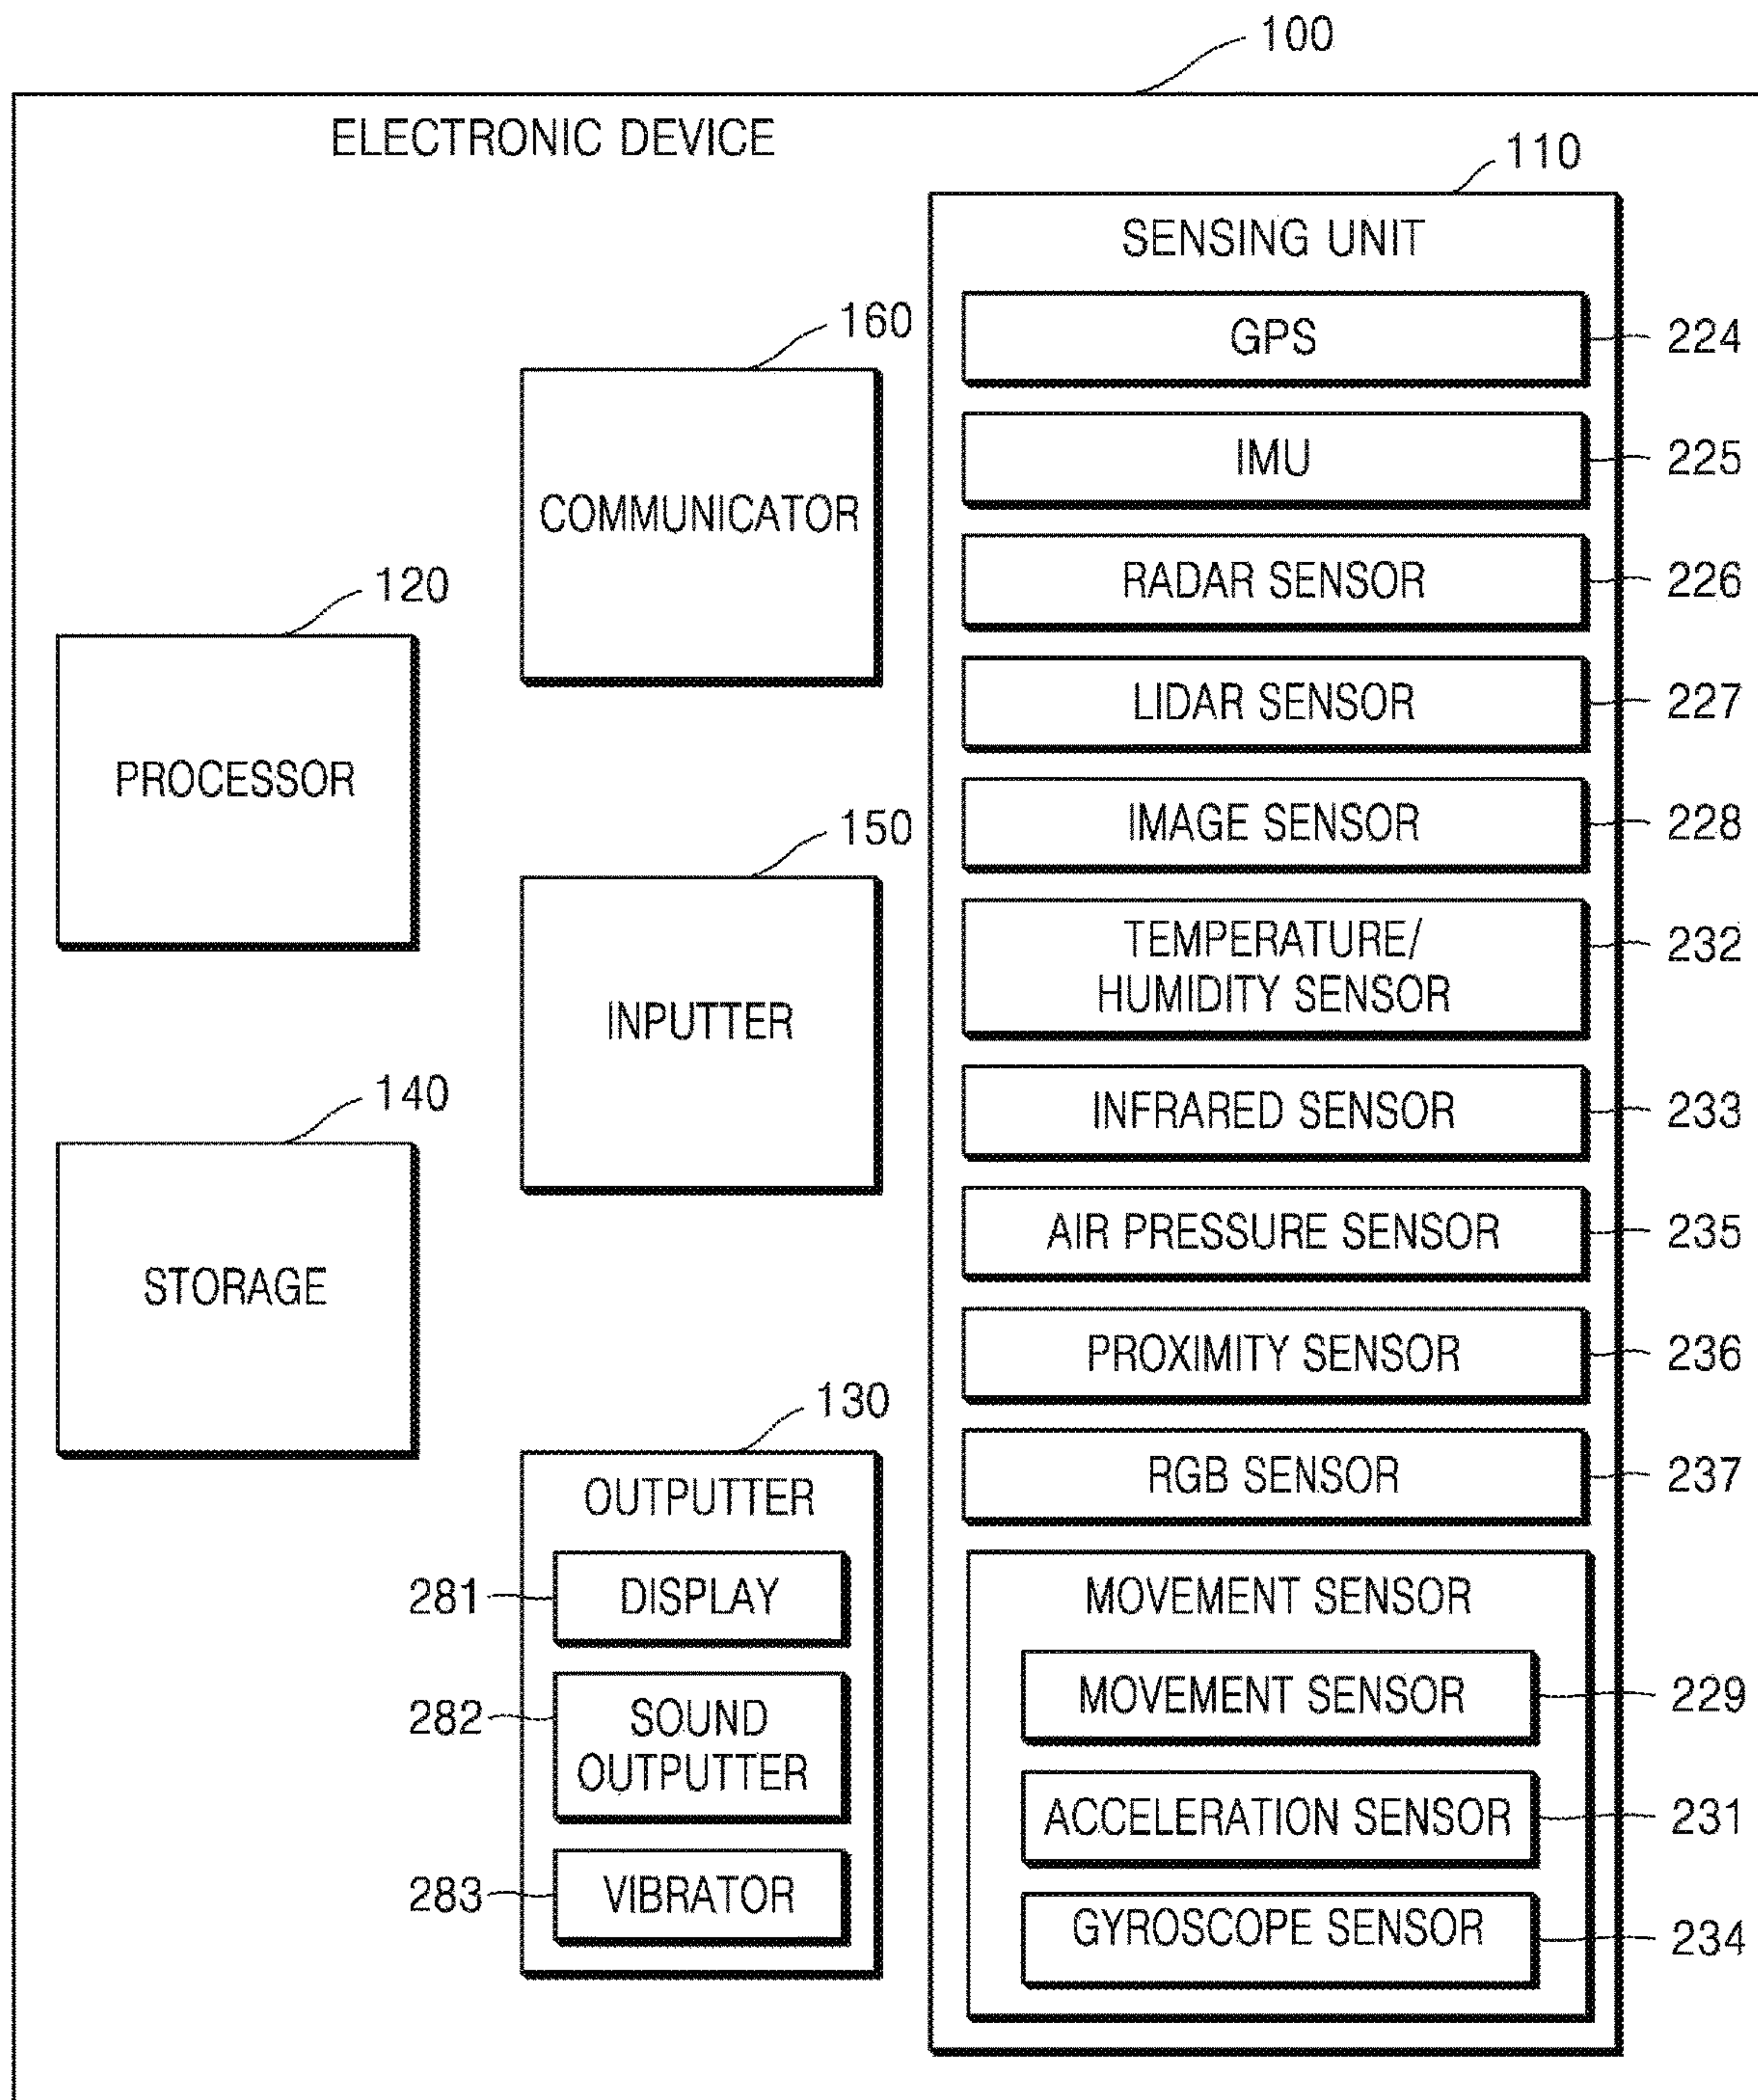 100
ELECTRONIC DEVICE
110
SENSING UNIT
GPS
224
IMU
225
RADAR SENSOR
226
LIDAR SENSOR
227
IMAGE SENSOR
228
TEMPERATURE/
HUMIDITY SENSOR
232
INFRARED SENSOR
233
AIR PRESSURE SENSOR
235
PROXIMITY SENSOR
236
RGB SENSOR
237
MOVEMENT SENSOR
MOVEMENT SENSOR
229
ACCELERATION SENSOR
231
GYROSCOPE SENSOR
234
160
COMMUNICATOR
120
PROCESSOR
150
INPUTTER
140
STORAGE
130
OUTPUTTER
281
DISPLAY
282
SOUND
OUTPUTTER
283
VIBRATOR